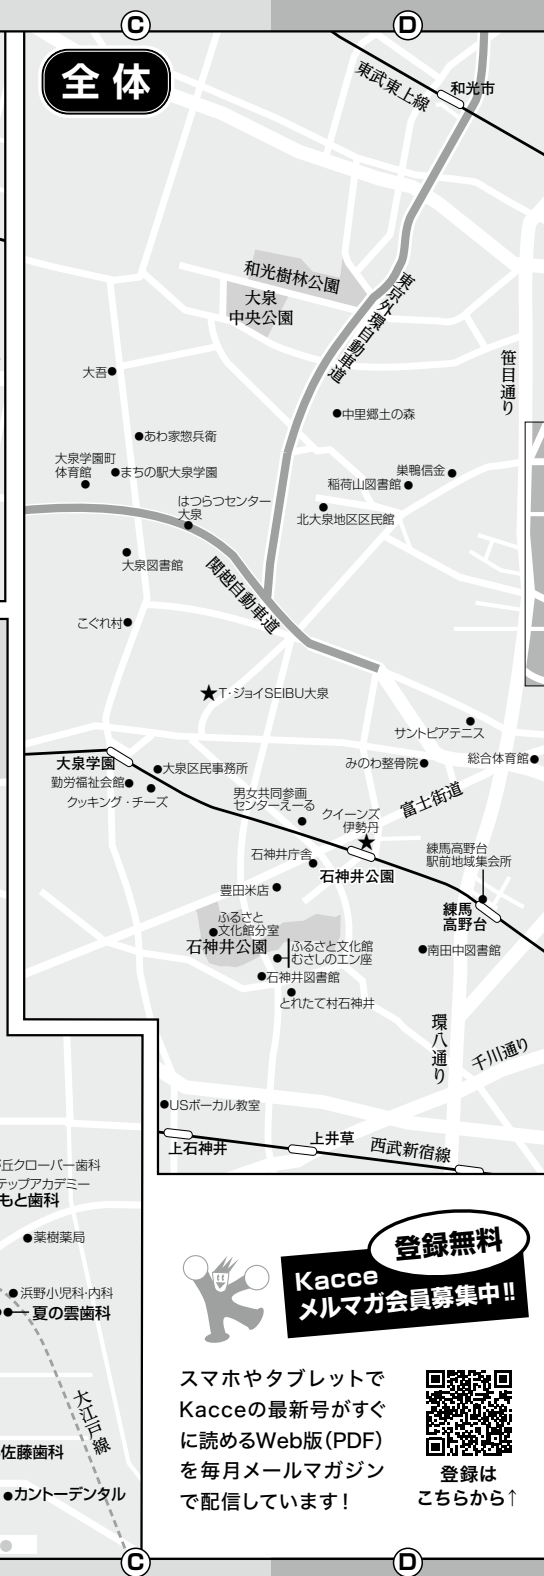 C
D
全体
東武東上線
和光市
和光樹林公園
大泉
中央公園
東京外環自動車道
笹目通り
大吾
中里郷土の森
あわ家惣兵衛
大泉学園町
体育館
まちの駅大泉学園
巣鴨信金
稲荷山図書館
はつらつセンター
大泉
北大泉地区区民館
大泉図書館
関越自動車道
こぐれ村
★T・ジョイSEIBU大泉
サントピアテニス
大泉学園
大泉区民事務所
みのわ整骨院
総合体育館
勤労福祉会館
クッキング・チーズ
男女共同参画
センターえーる
クイーンズ
伊勢丹
富士街道
石神井庁舎
石神井公園
練馬高野台
駅前地域集会所
豊田米店
練馬
高野台
ふるさと
文化館分室
石神井公園
ふるさと文化館
むさしのエン座
南田中図書館
石神井図書館
とれたて村石神井
環八通り
千川通り
USボーカル教室
上石神井
上井草
西武新宿線
丘クローバー歯科
テップアカデミー
もと歯科
薬樹薬局
浜野小児科・内科
夏の雲歯科
大江戸線
佐藤歯科
カントーデンタル
登録無料
Kacce
メルマガ会員募集中!!
スマホやタブレットで
Kacceの最新号がすぐ
に読めるWeb版(PDF)
を毎月メールマガジン
で配信しています!
登録は
こちらから↑
C
D